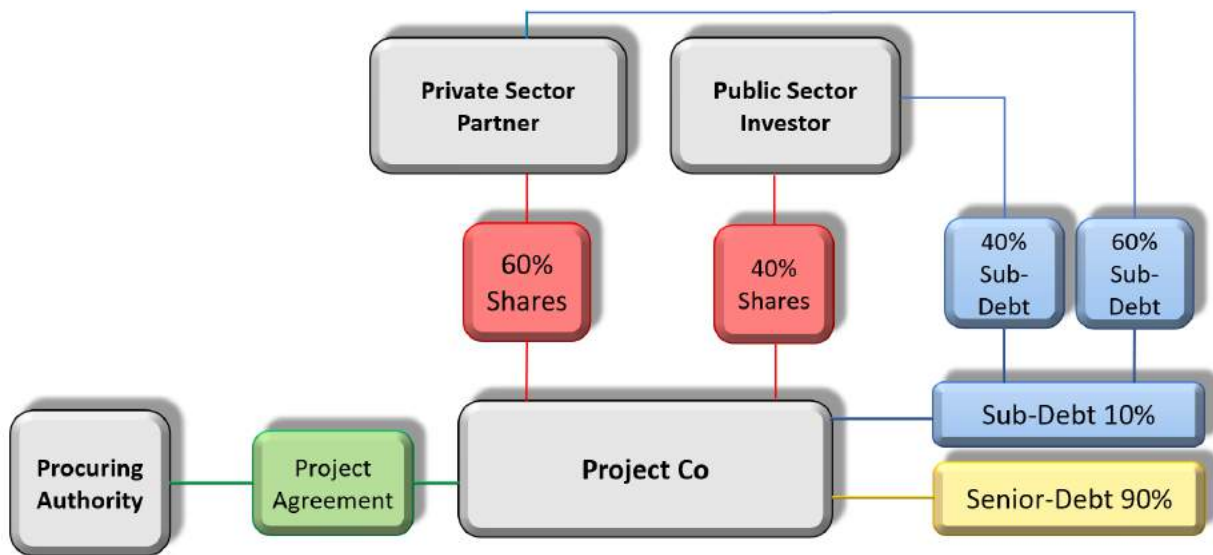 Private Sector
Partner
Public Sector
Investor
60%
Shares
40%
Shares
40%
Sub-
Debt
60%
Sub-
Debt
Procuring
Authority
Project
Agreement
Project Co
Sub-Debt 10%
Senior-Debt 90%